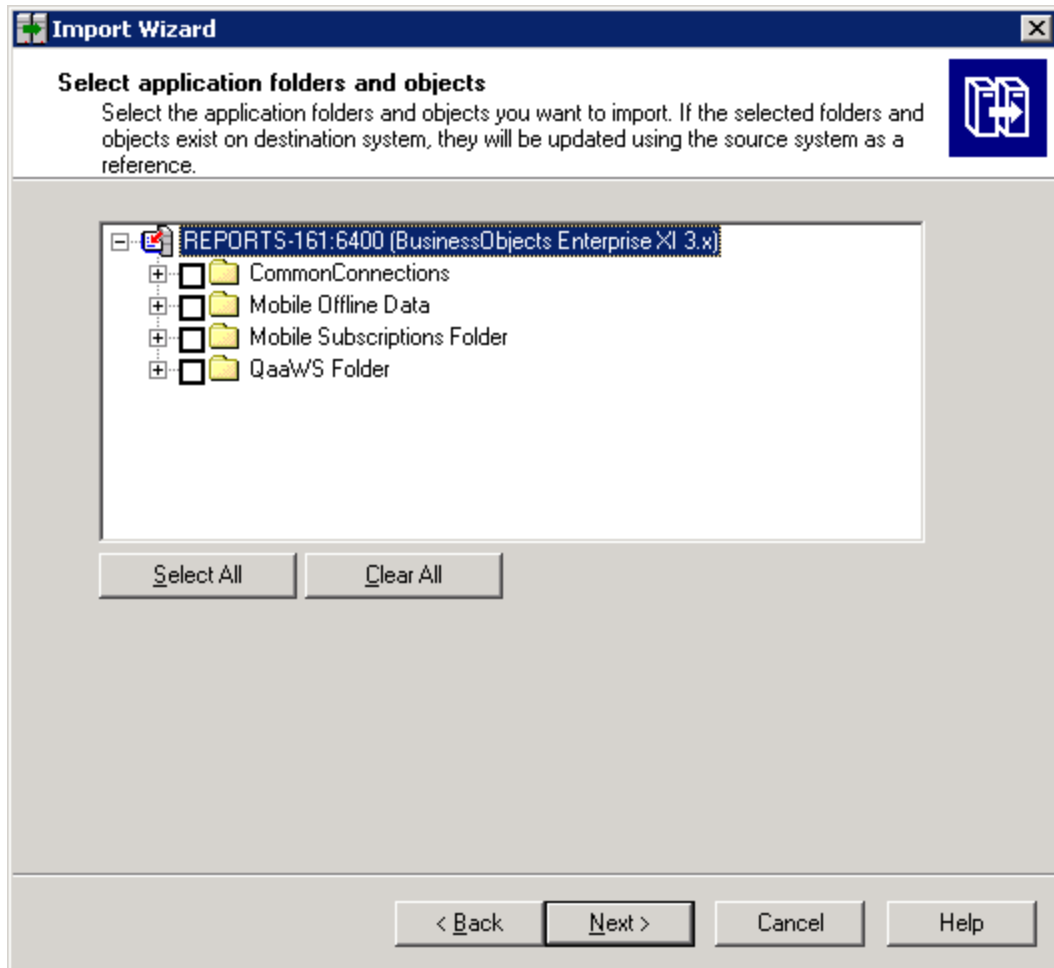 Import Wizard
Select application folders and objects
Select the application folders and objects you want to import. If the selected folders and
objects exist on destination system, they will be updated using the source system as a
reference.
REPORTS-161:6400 (BusinessObjects Enterprise XI 3.x)
CommonConnections
Mobile Offline Data
Mobile Subscriptions Folder
QaaWS Folder
Select All Clear All
< Back Next > Cancel Help